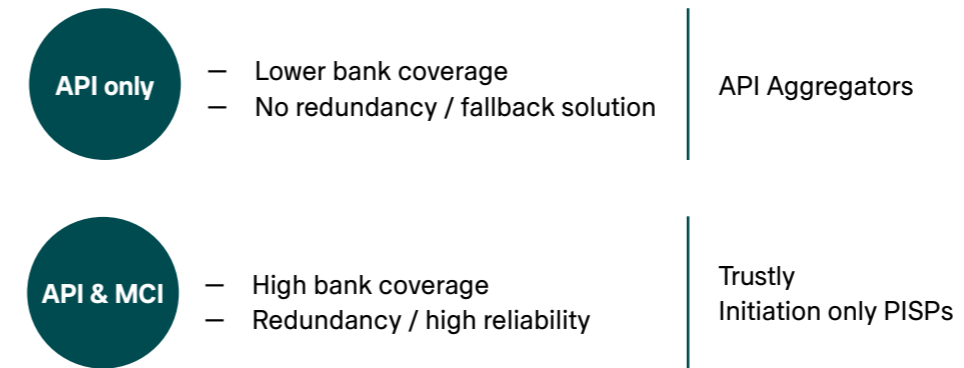 API only
— Lower bank coverage
— No redundancy / fallback solution
API Aggregators
API & MCI
— High bank coverage
— Redundancy / high reliability
Trustly
Initiation only PISPs